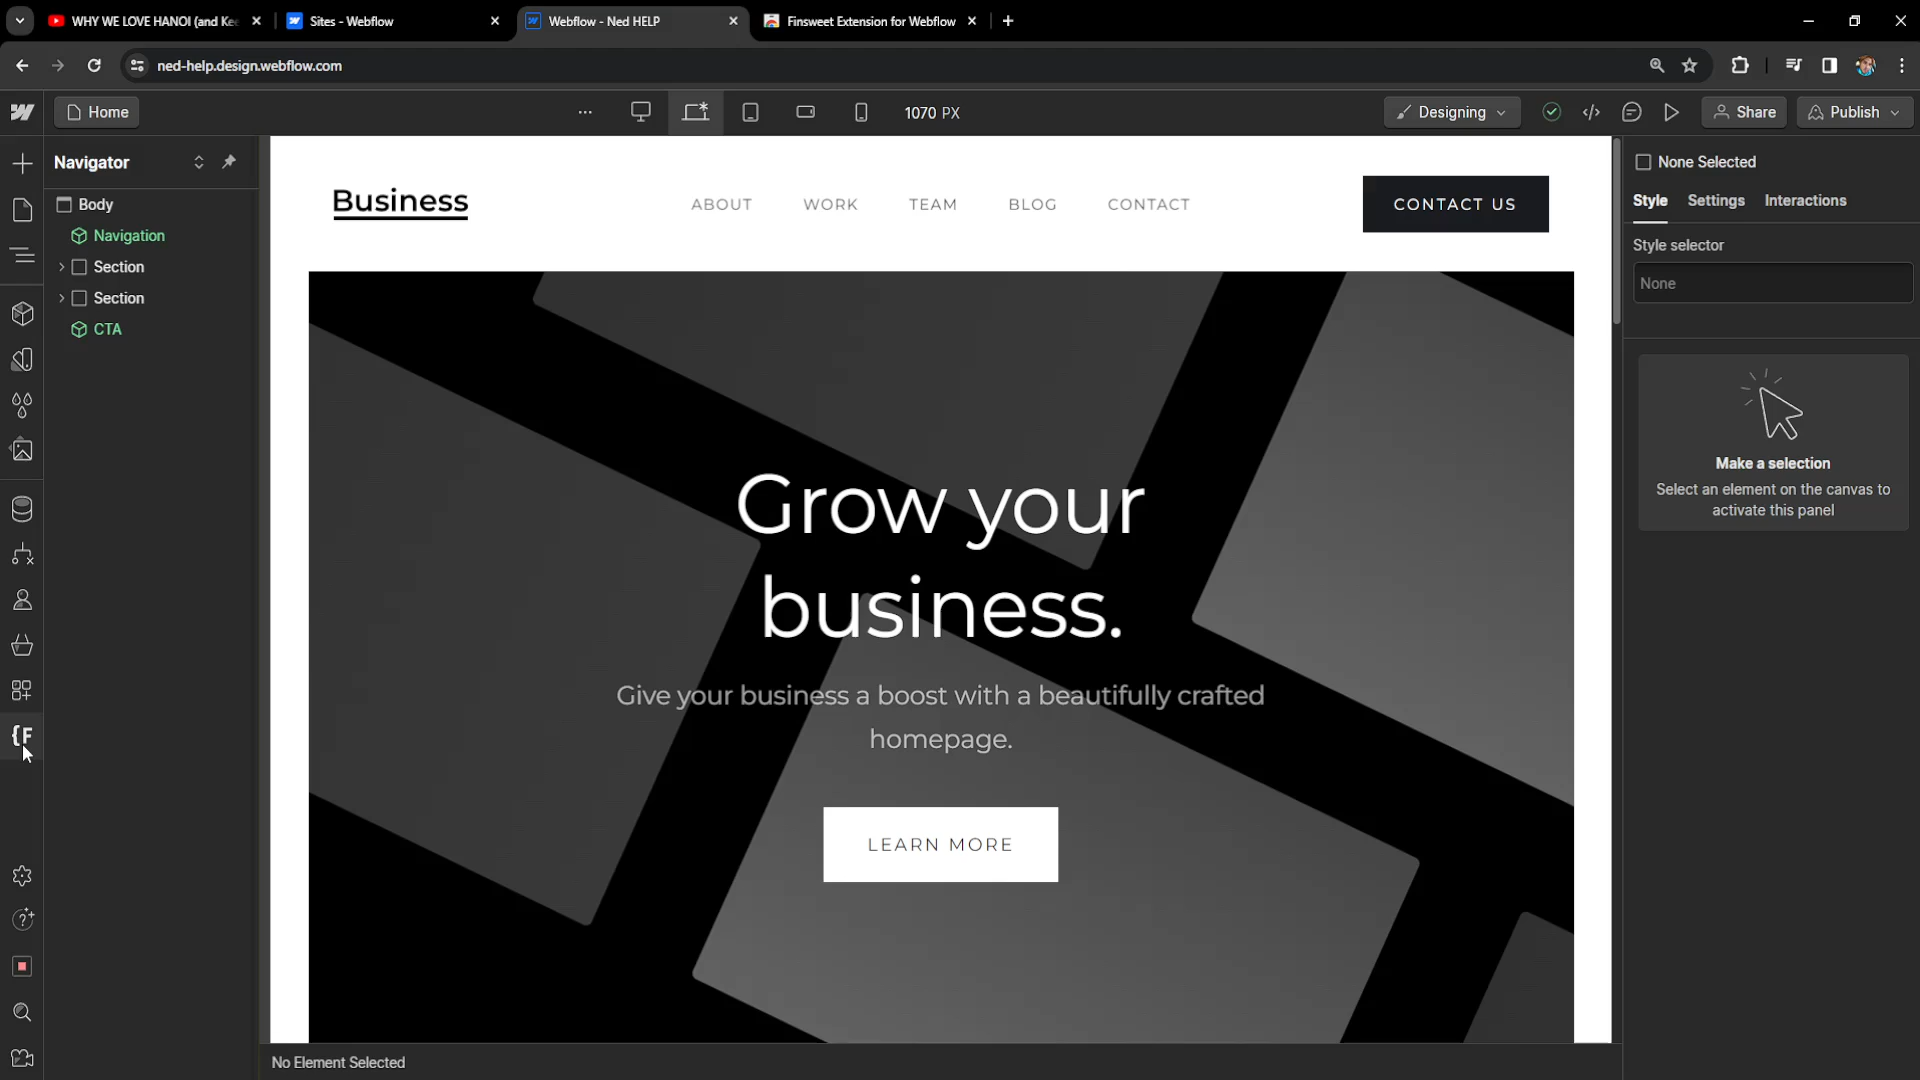 WHY WE LOVE HANOI (and Ke
Sites - Webflow
Webflow - Ned HELP
Finsweet Extension for Webflow
ned-help.design.webflow.com
Home
1070 PX
Designing
Share
Publish
Navigator
Body
Navigation
Section
Section
CTA
{F
Business
ABOUT
WORK
TEAM
BLOG
CONTACT
CONTACT US
Grow your
business.
Give your business a boost with a beautifully crafted
homepage.
LEARN MORE
None Selected
Style
Settings
Interactions
Style selector
None
Make a selection
Select an element on the canvas to
activate this panel
No Element Selected